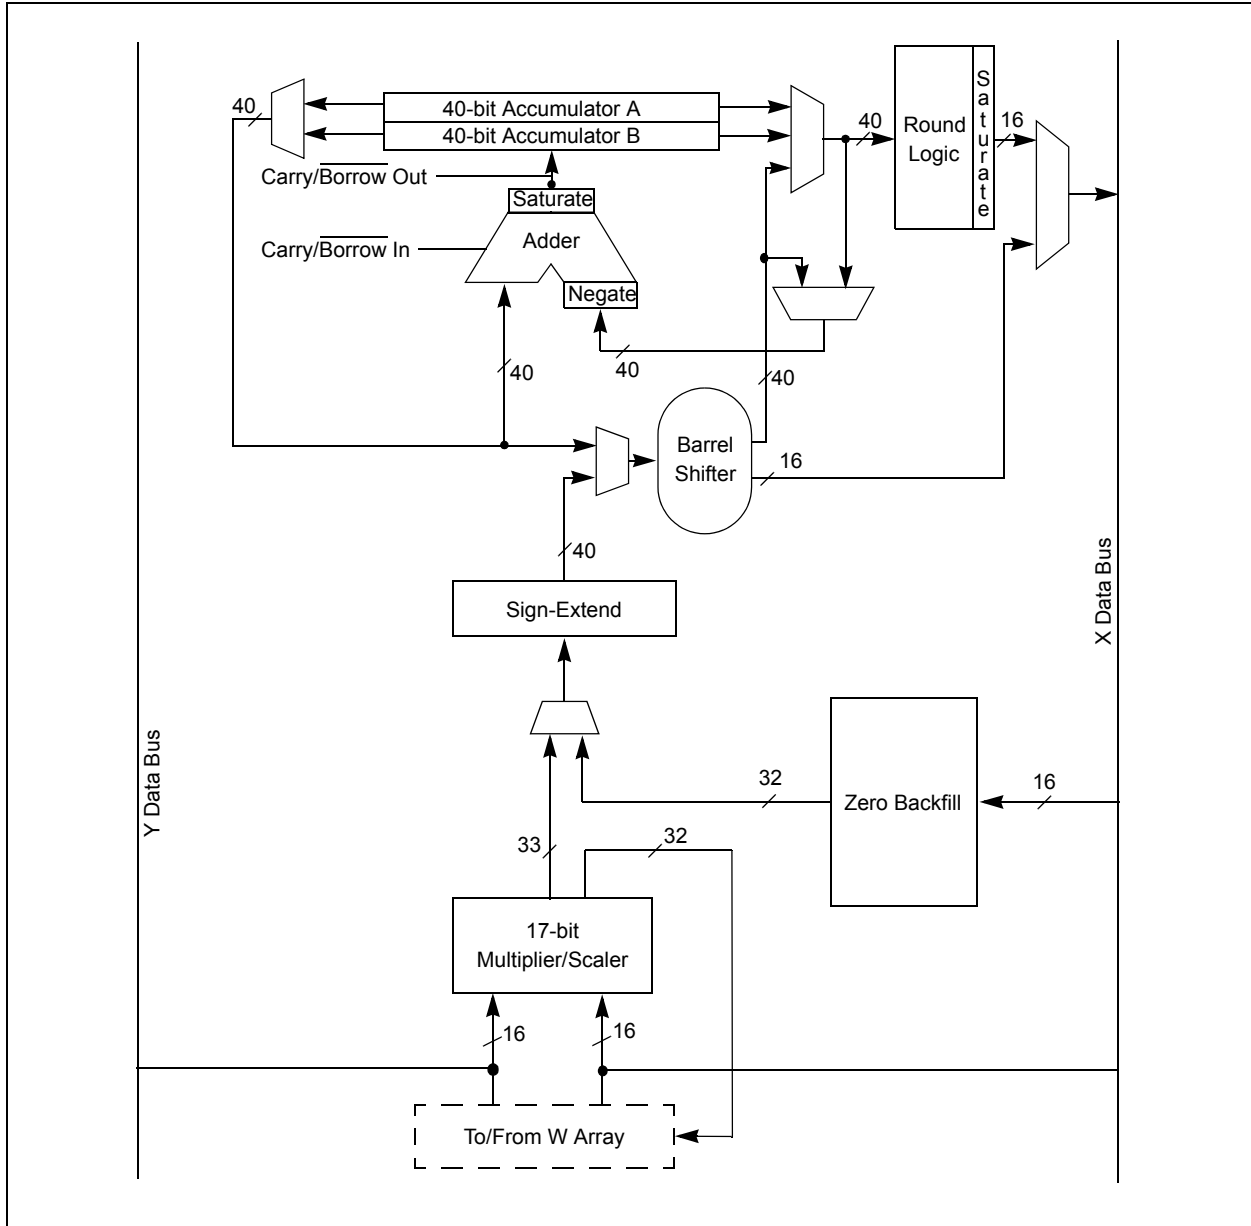 40
40-bit Accumulator A
40-bit Accumulator B
Carry/Borrow Out
Saturate
Carry/Borrow In
Adder
Negate
40
Round
Logic
Saturate
16
40
40
40
Barrel
Shifter
16
40
Sign-Extend
X Data Bus
Y Data Bus
33
32
32
Zero Backfill
16
17-bit
Multiplier/Scaler
16
16
To/From W Array